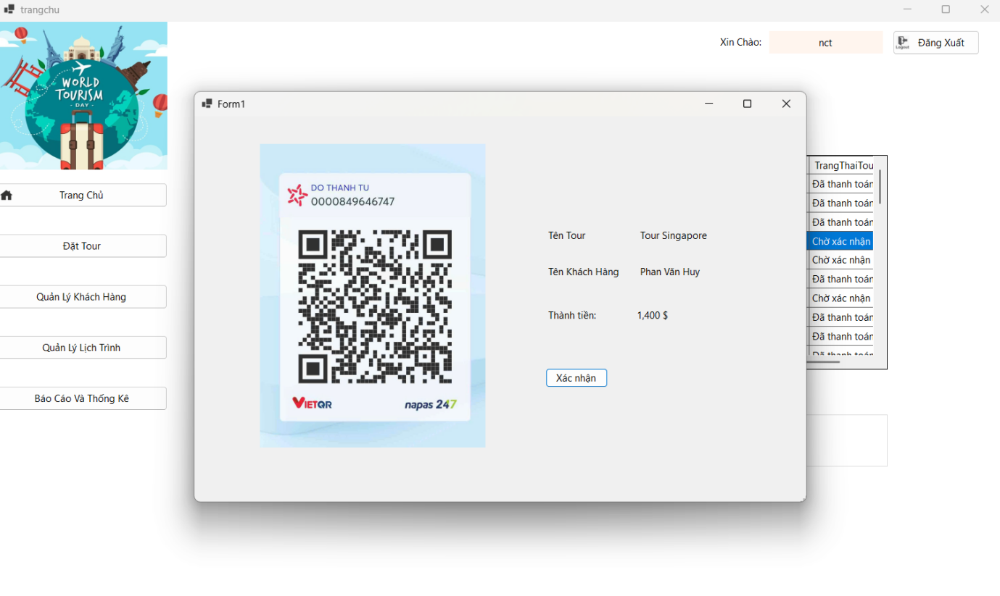 trangchu
WORLD
TOURISM
- DAY -
Xin Chào:
nct
Logout
Đăng Xuất
Trang Chủ
Đặt Tour
Quản Lý Khách Hàng
Quản Lý Lịch Trình
Báo Cáo Và Thống Kê
Form1
DO THANH TU
0000849646747
VIETQR
napas 247
Tên Tour
Tour Singapore
Tên Khách Hàng
Phan Văn Huy
Thành tiền:
1,400 $
Xác nhận
TrangThaiTou
Đã thanh toán
Đã thanh toán
Đã thanh toán
Chờ xác nhận
Chờ xác nhận
Đã thanh toán
Chờ xác nhận
Đã thanh toán
Đã thanh toán
Đã thanh toán